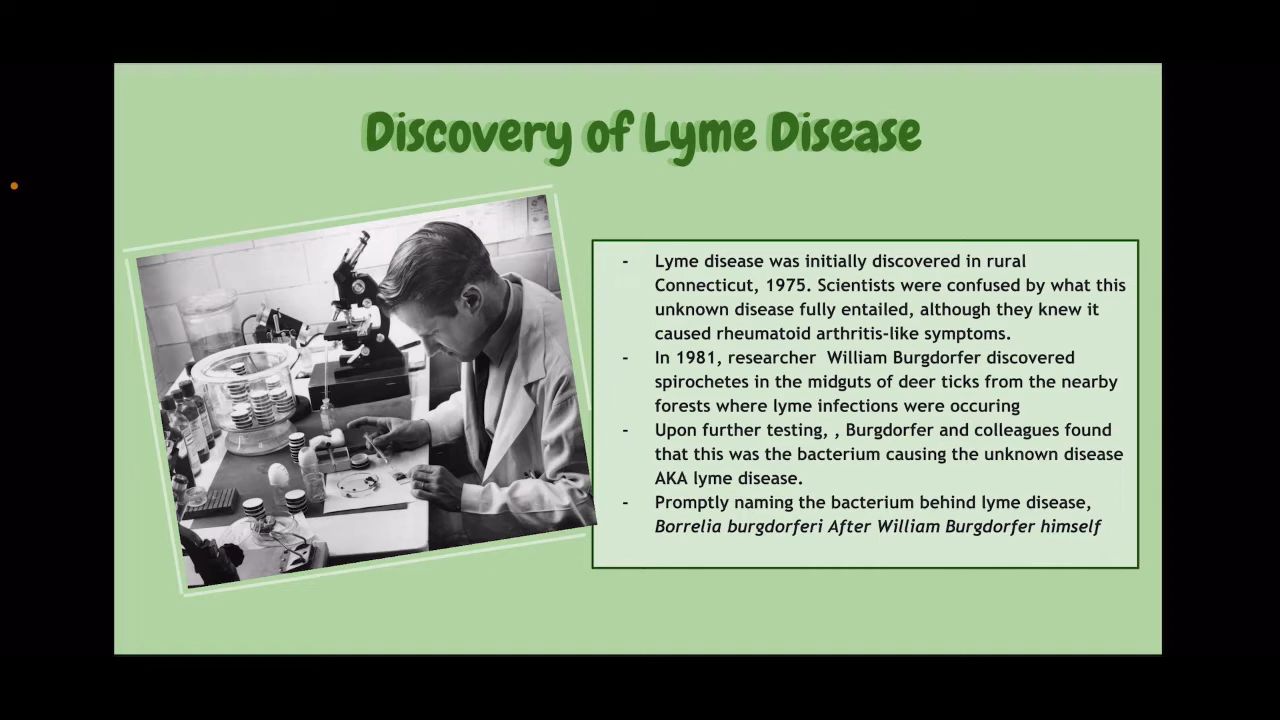 Discovery of Lyme Disease
- Lyme disease was initially discovered in rural
Connecticut, 1975. Scientists were confused by what this
unknown disease fully entailed, although they knew it
caused rheumatoid arthritis-like symptoms.
- In 1981, researcher  William Burgdorfer discovered
spirochetes in the midguts of deer ticks from the nearby
forests where lyme infections were occuring
- Upon further testing, , Burgdorfer and colleagues found
that this was the bacterium causing the unknown disease
AKA lyme disease.
- Promptly naming the bacterium behind lyme disease,
Borrelia burgdorferi After William Burgdorfer himself